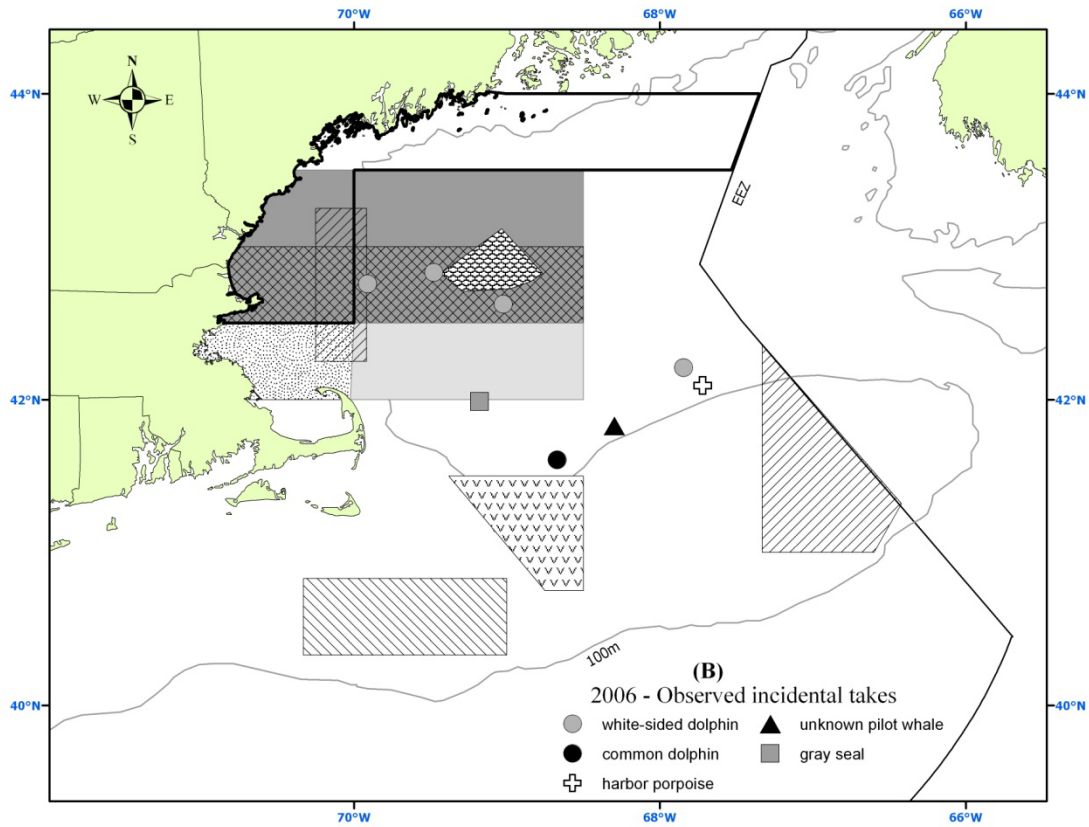 70°W 68°W 66°W
N
W E
S
44°N 44°N
EEZ
42°N 42°N
100m
(B)
2006 - Observed incidental takes
white-sided dolphin unknown pilot whale
common dolphin gray seal
harbor porpoise
40°N 40°N
70°W 68°W 66°W